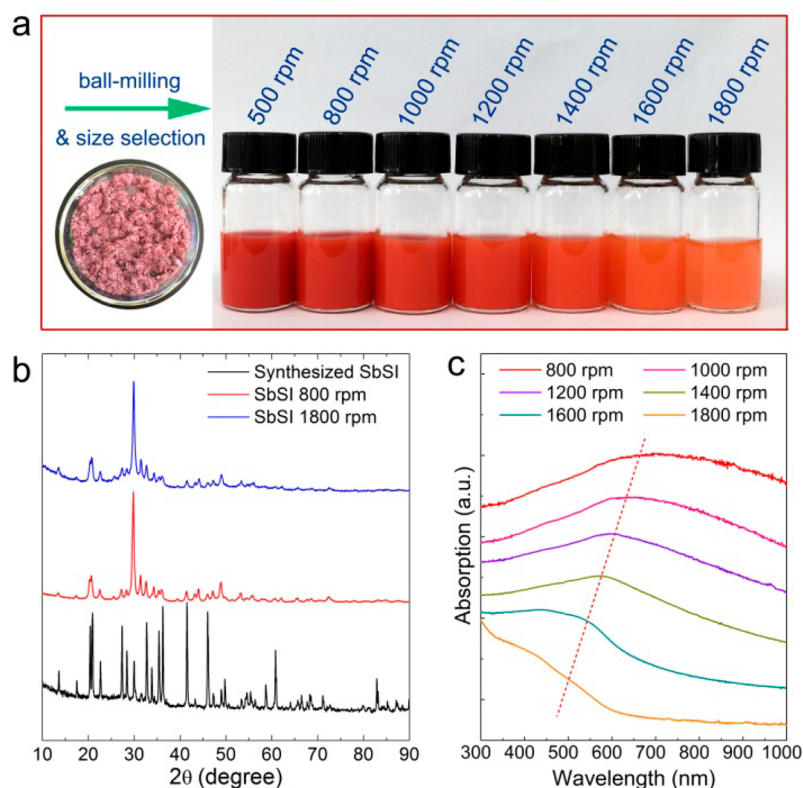 a
ball-milling
& size selection
500 rpm
800 rpm
1000 rpm
1200 rpm
1400 rpm
1600 rpm
1800 rpm
b
Synthesized SbSI
SbSI 800 rpm
SbSI 1800 rpm
10 20 30 40 50 60 70 80 90
2θ (degree)
c
800 rpm 1000 rpm
1200 rpm 1400 rpm
1600 rpm 1800 rpm
Absorption (a.u.)
300 400 500 600 700 800 900 1000
Wavelength (nm)